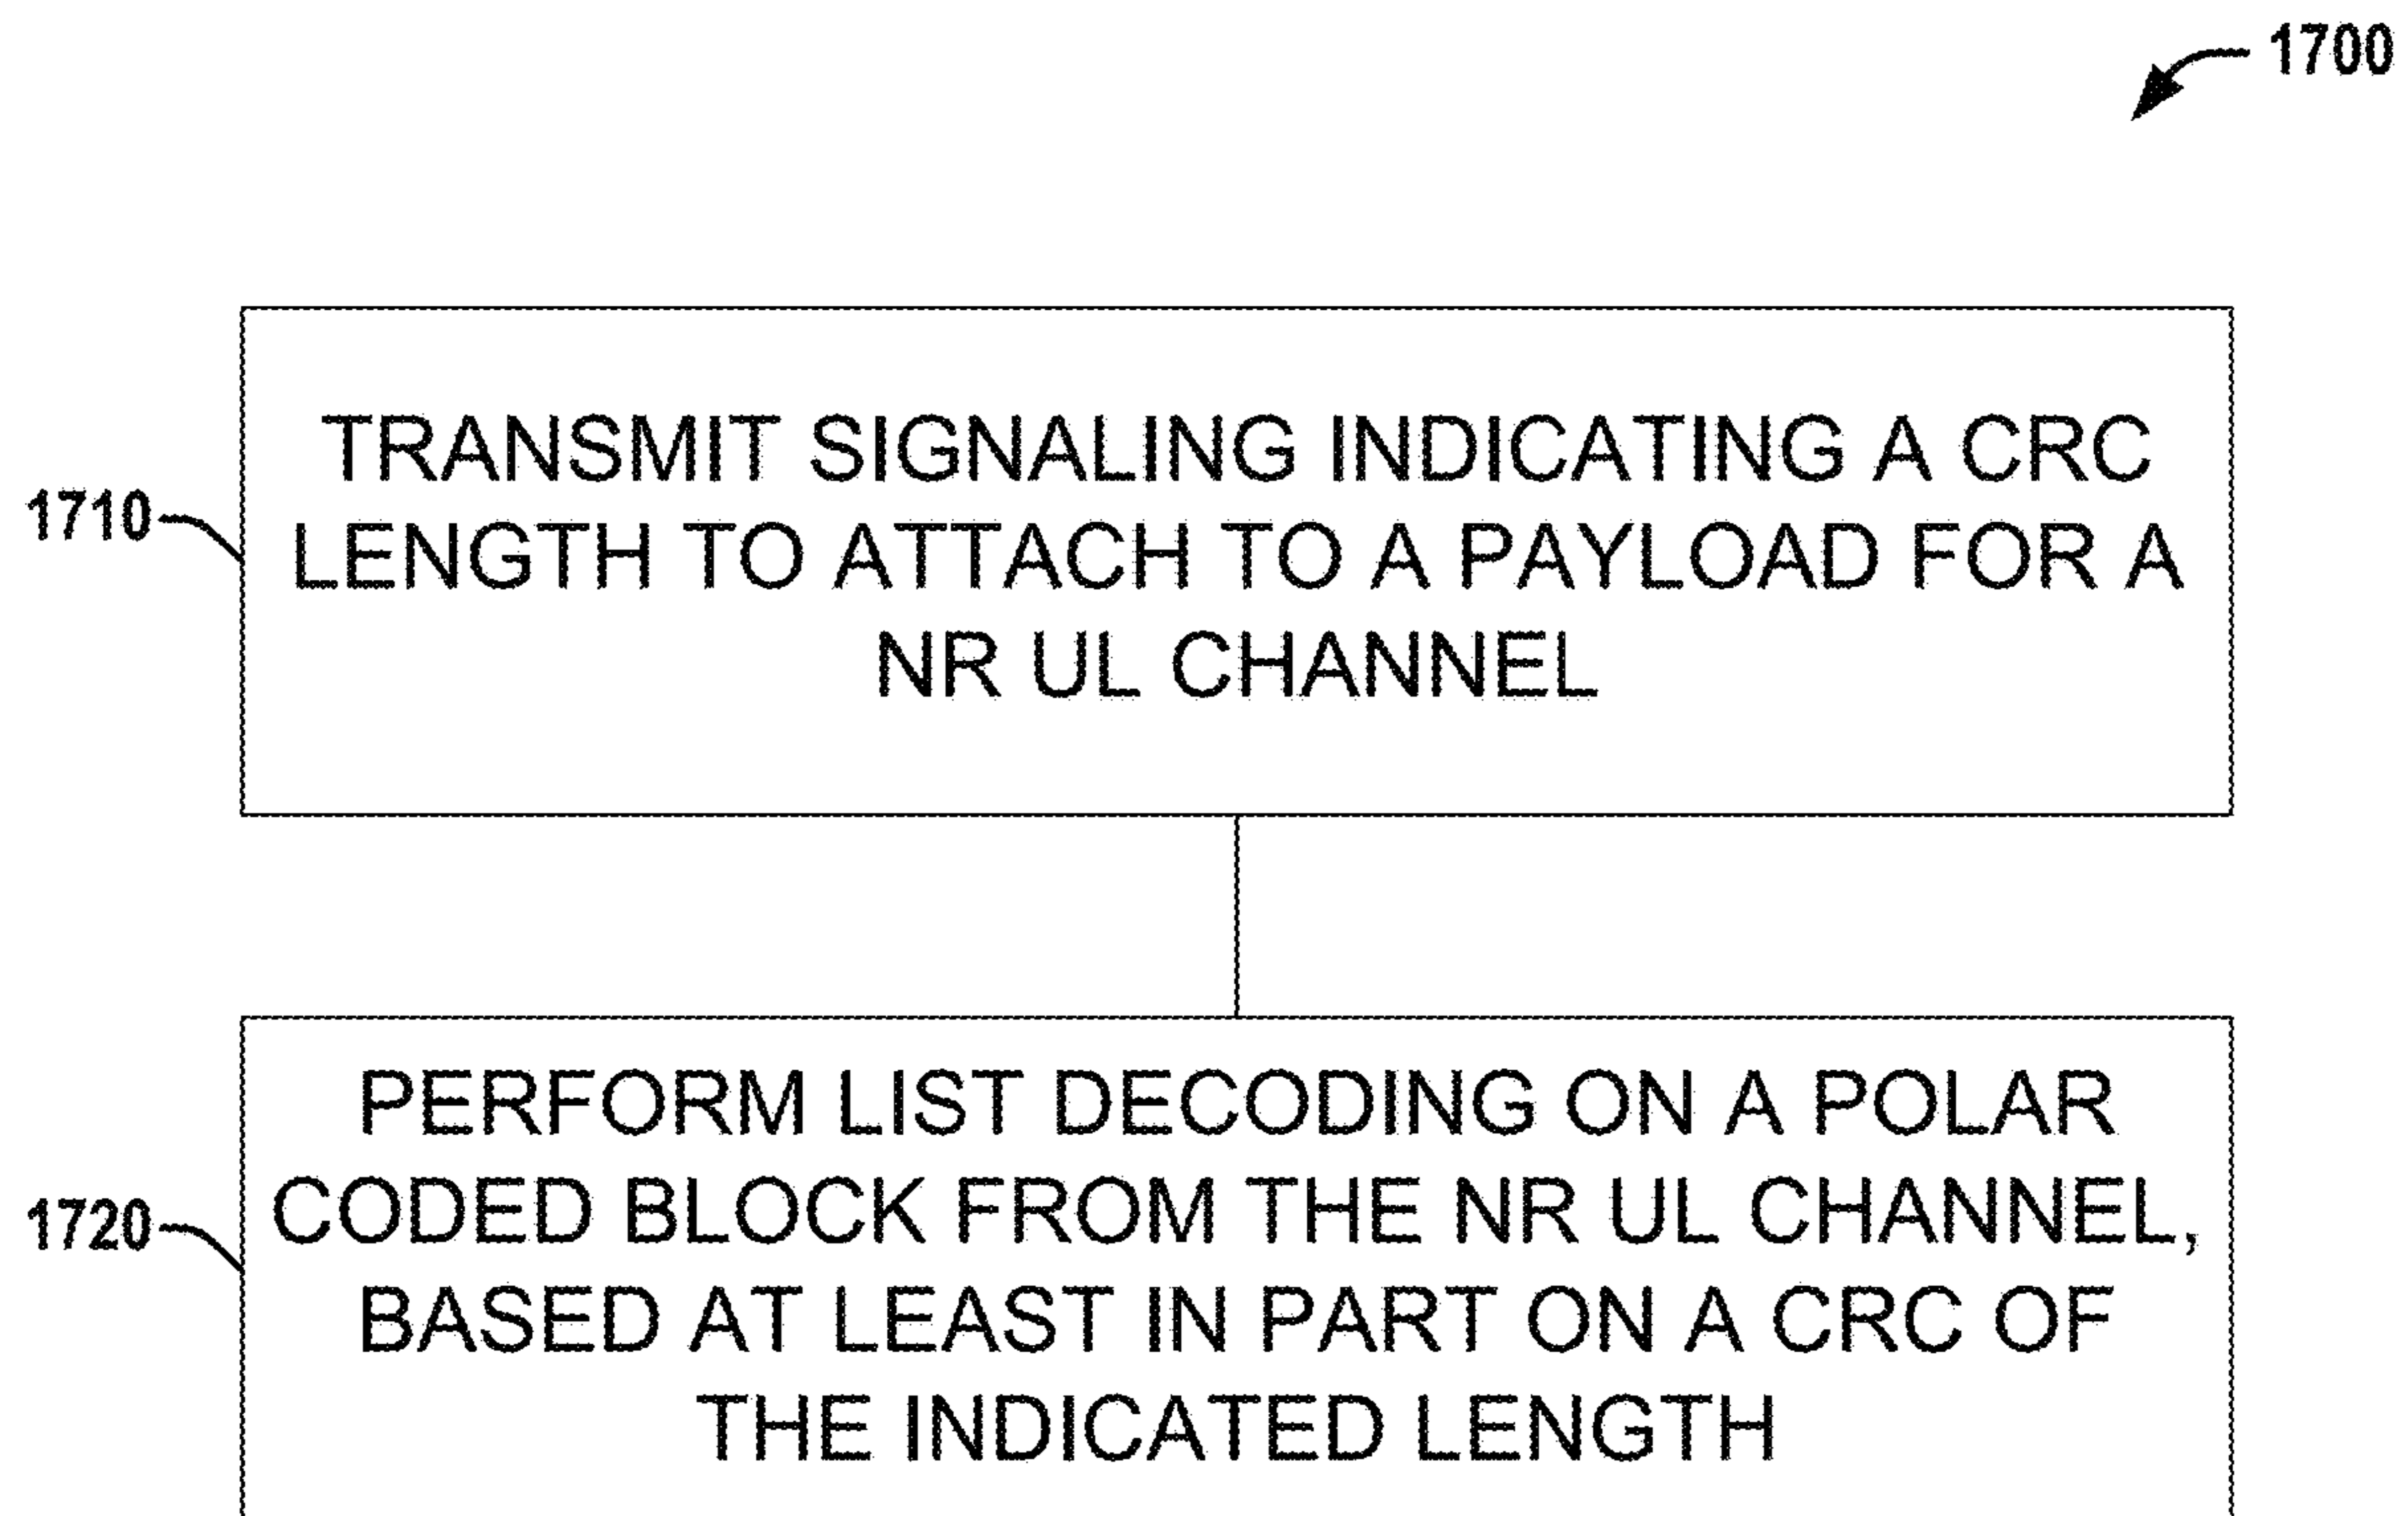 1700
1710
TRANSMIT SIGNALING INDICATING A CRC
LENGTH TO ATTACH TO A PAYLOAD FOR A
NR UL CHANNEL
1720
PERFORM LIST DECODING ON A POLAR
CODED BLOCK FROM THE NR UL CHANNEL,
BASED AT LEAST IN PART ON A CRC OF
THE INDICATED LENGTH